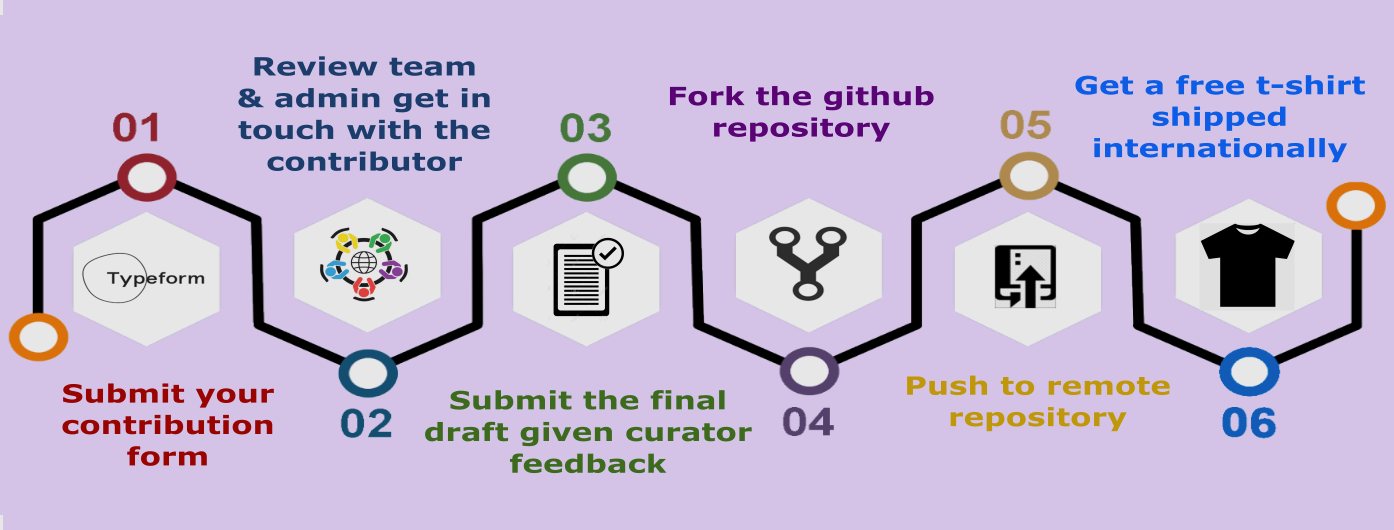 01
Typeform
Submit your
contribution
form
Review team
& admin get in
touch with the
contributor
02
03
Submit the final
draft given curator
feedback
Fork the github
repository
04
05
Push to remote
repository
Get a free t-shirt
shipped
internationally
06